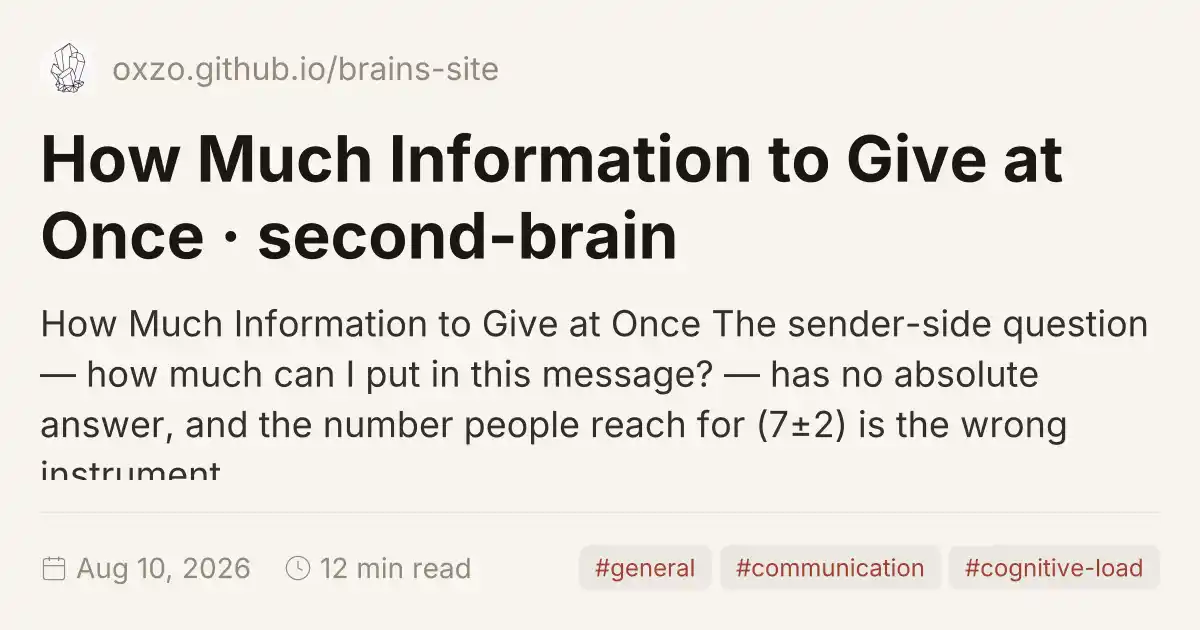 oxzo.github.io/brains-site
How Much Information to Give at
Once · second-brain
How Much Information to Give at Once The sender-side question
— how much can I put in this message? — has no absolute
answer, and the number people reach for (7±2) is the wrong
instrument
Aug 10, 2026 12 min read #general #communication #cognitive-load